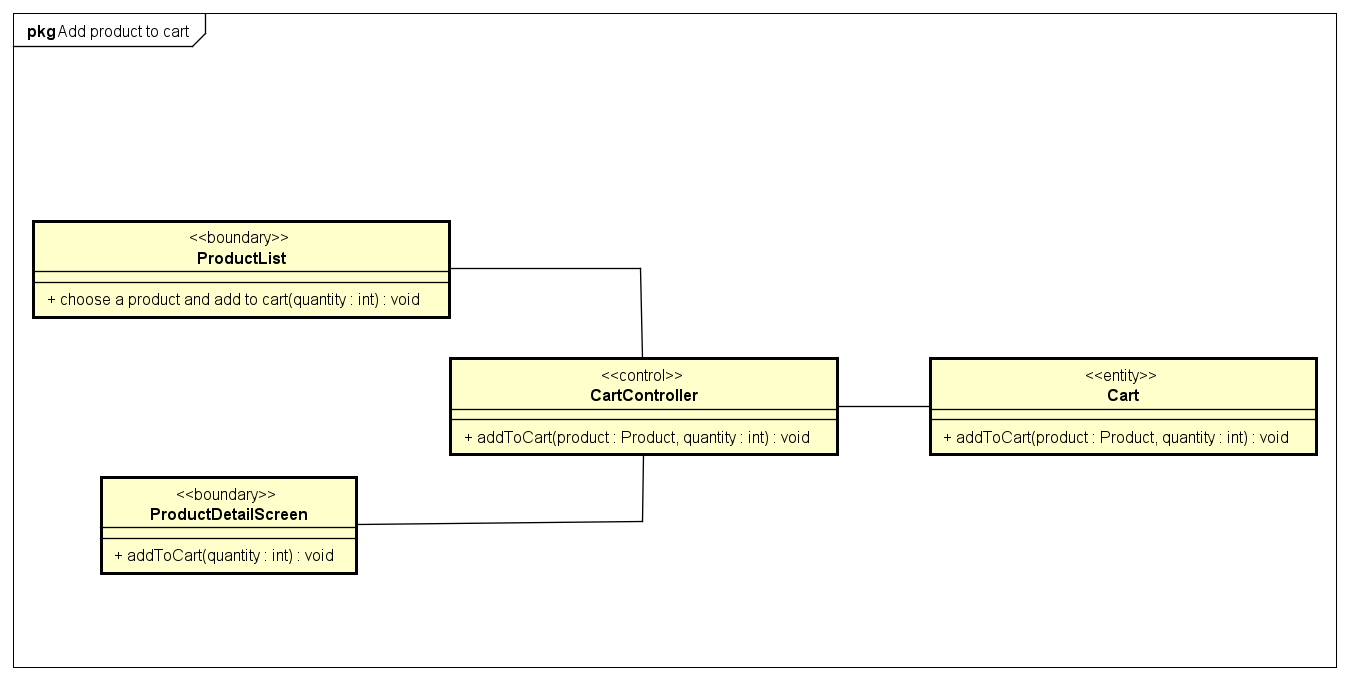 pkg Add product to cart
<<boundary>>
ProductList
+ choose a product and add to cart(quantity : int) : void
<<control>>
CartController
+ addToCart(product : Product, quantity : int) : void
<<entity>>
Cart
+ addToCart(product : Product, quantity : int) : void
<<boundary>>
ProductDetailScreen
+ addToCart(quantity : int) : void